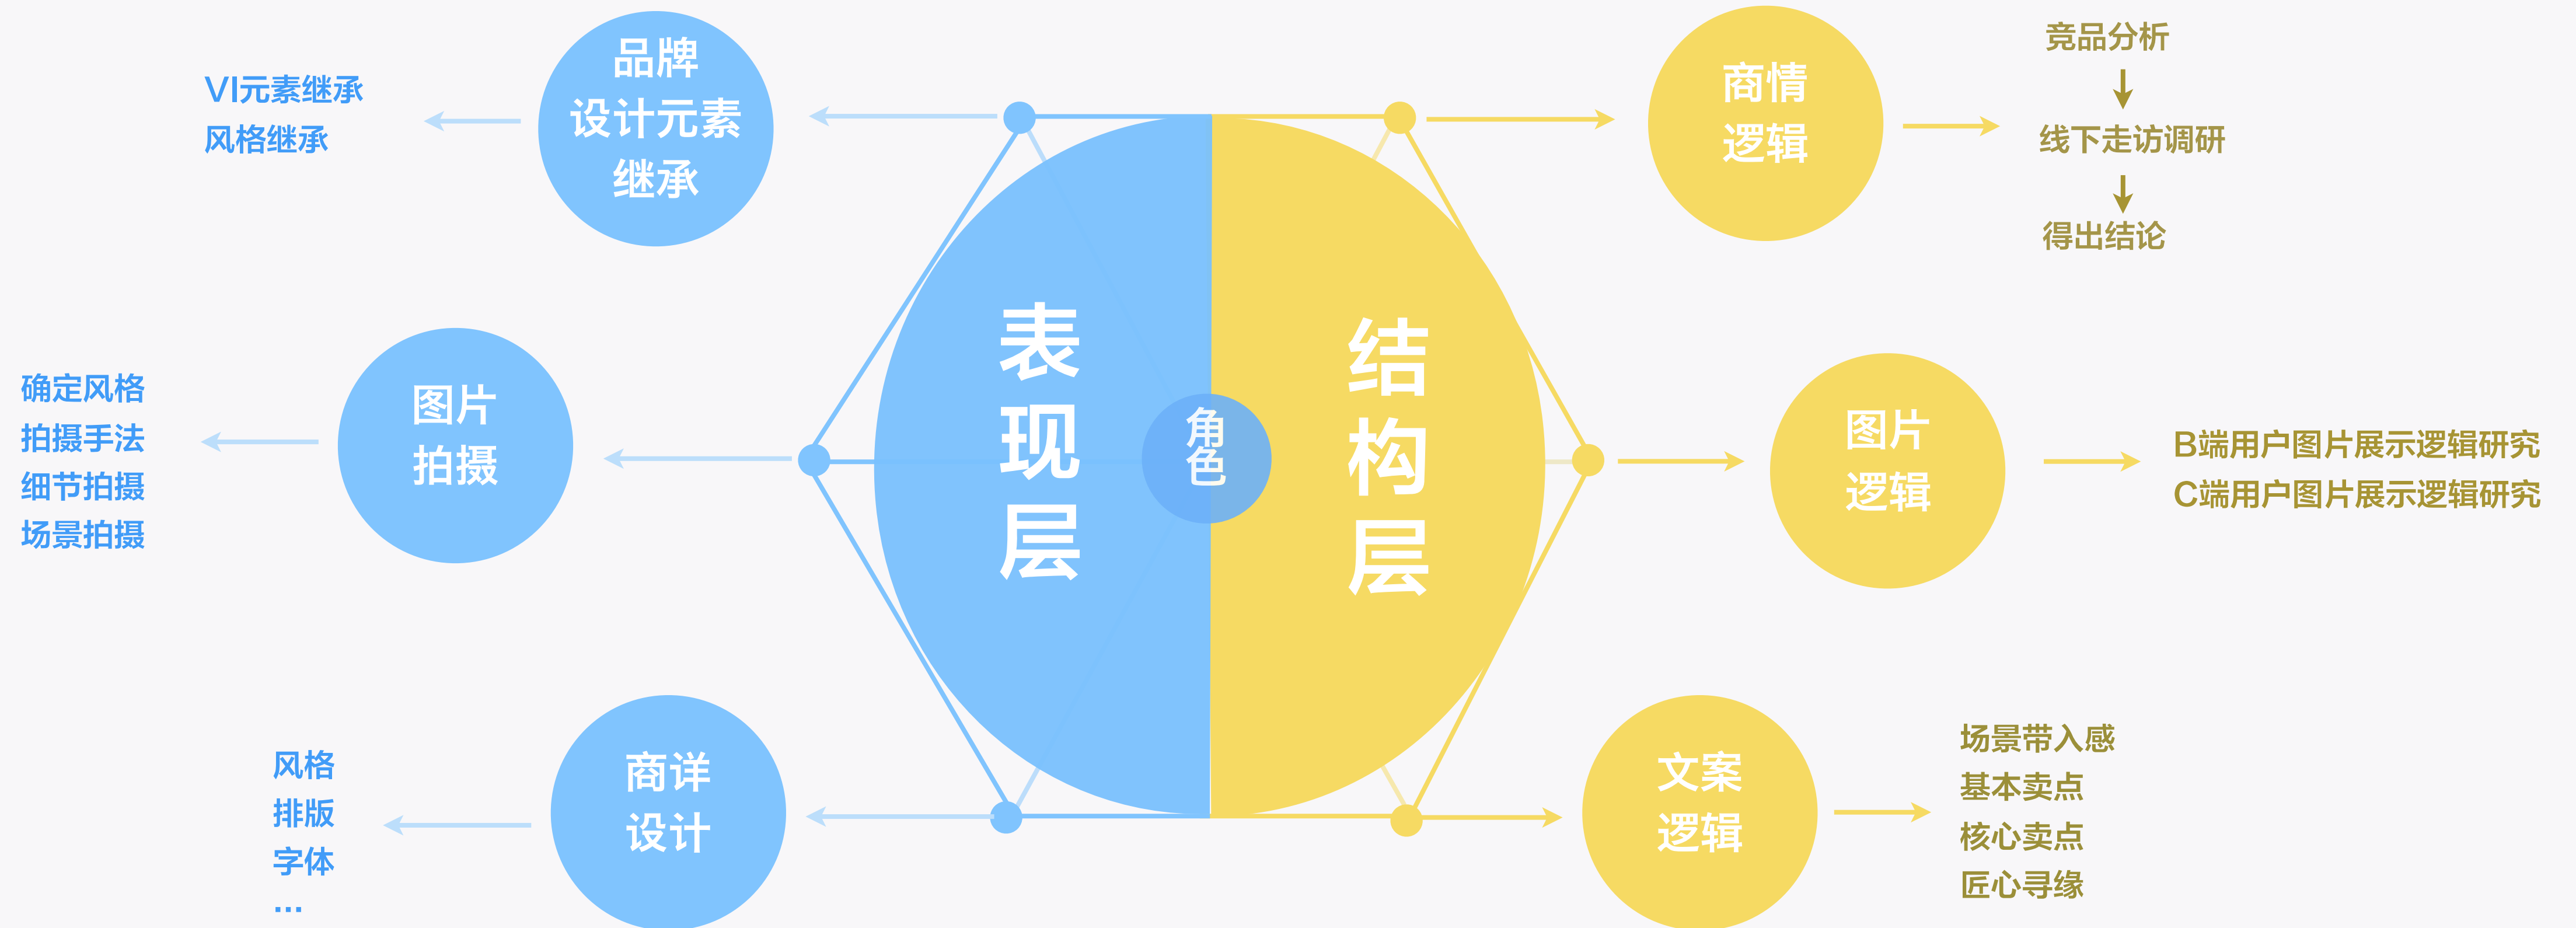 VI元素继承
风格继承
品牌
设计元素
继承
确定风格
拍摄手法
细节拍摄
场景拍摄
图片
拍摄
风格
排版
字体
...
商详
设计
表
现
层
角
色
结
构
层
商情
逻辑
竞品分析
线下走访调研
得出结论
图片
逻辑
B端用户图片展示逻辑研究
C端用户图片展示逻辑研究
文案
逻辑
场景带入感
基本卖点
核心卖点
匠心寻缘